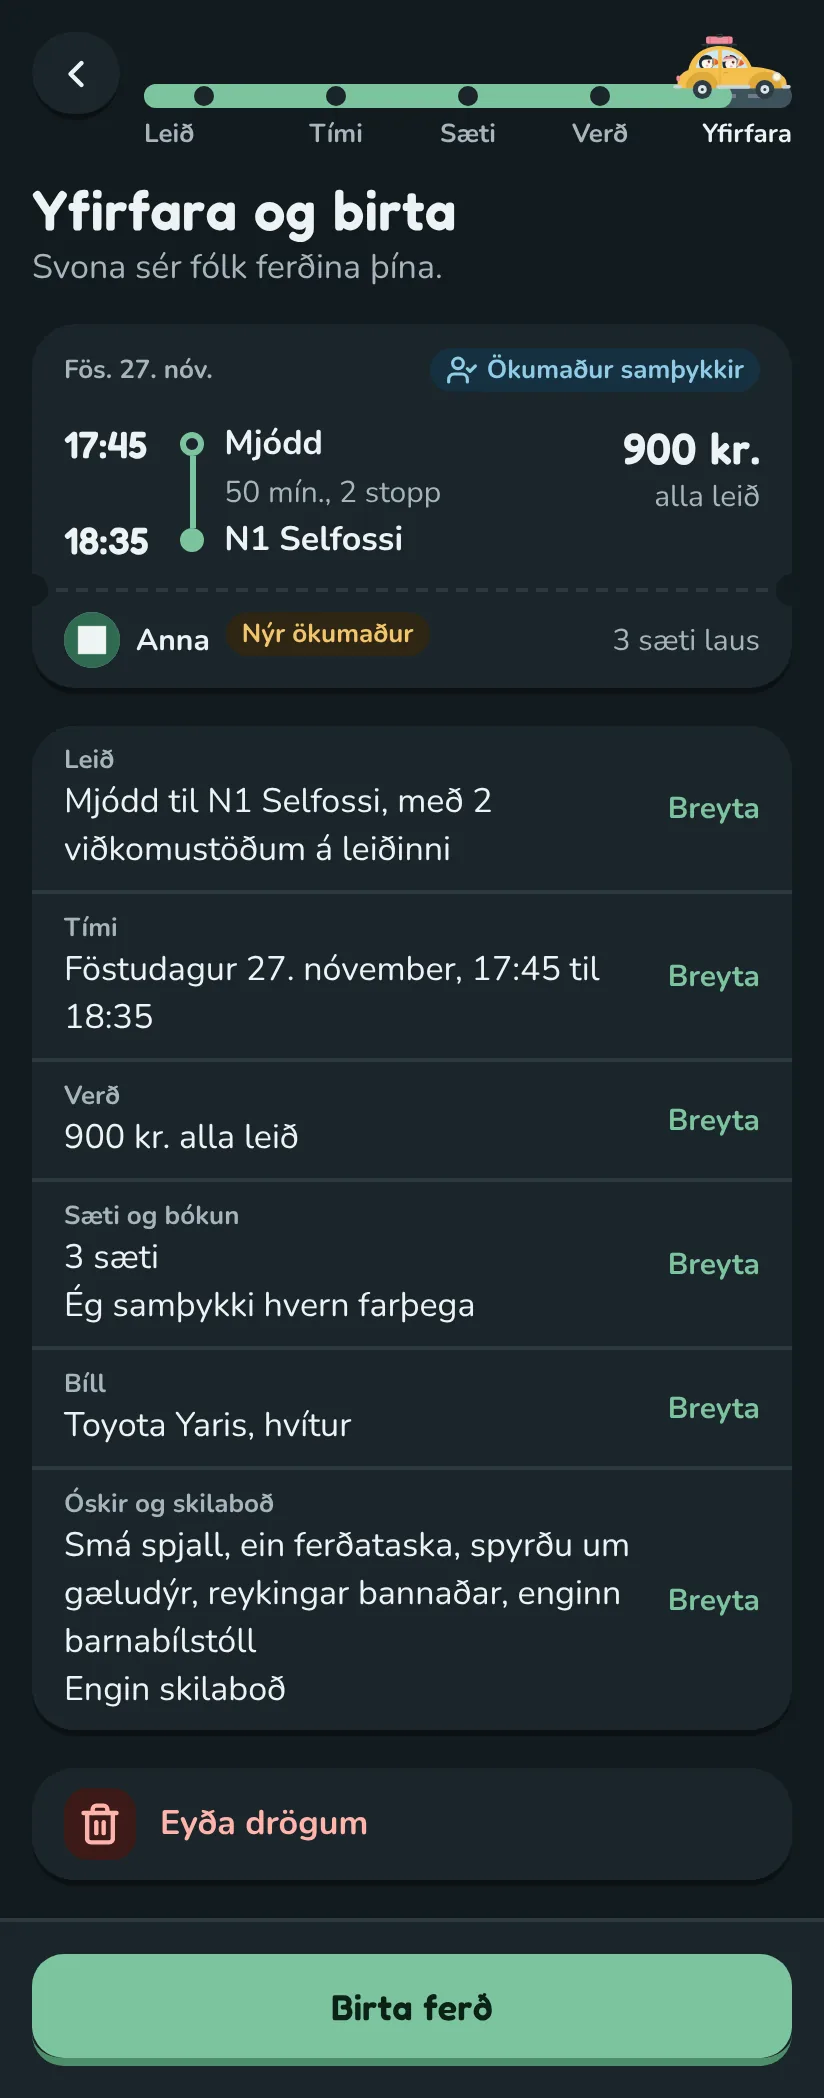 Leið
Tími
Sæti
Verð
Yfirfara
Yfirfara og birta
Svona sér fólk ferðina þína.
Fös. 27. nóv.
Ökumaður samþykkir
17:45
Mjódd
900 kr.
50 mín., 2 stopp
alla leið
18:35
N1 Selfossi
Anna
Nýr ökumaður
3 sæti laus
Leið
Mjódd til N1 Selfossi, með 2
viðkomustöðum á leiðinni
Breyta
Tími
Föstudagur 27. nóvember, 17:45 til
18:35
Breyta
Verð
900 kr. alla leið
Breyta
Sæti og bókun
3 sæti
Ég samþykki hvern farþega
Breyta
Bíll
Toyota Yaris, hvítur
Breyta
Óskir og skilaboð
Smá spjall, ein ferðataska, spyrðu um
gæludýr, reykingar bannaðar, enginn
barnabílstóll
Engin skilaboð
Breyta
Eyða drögum
Birta ferð